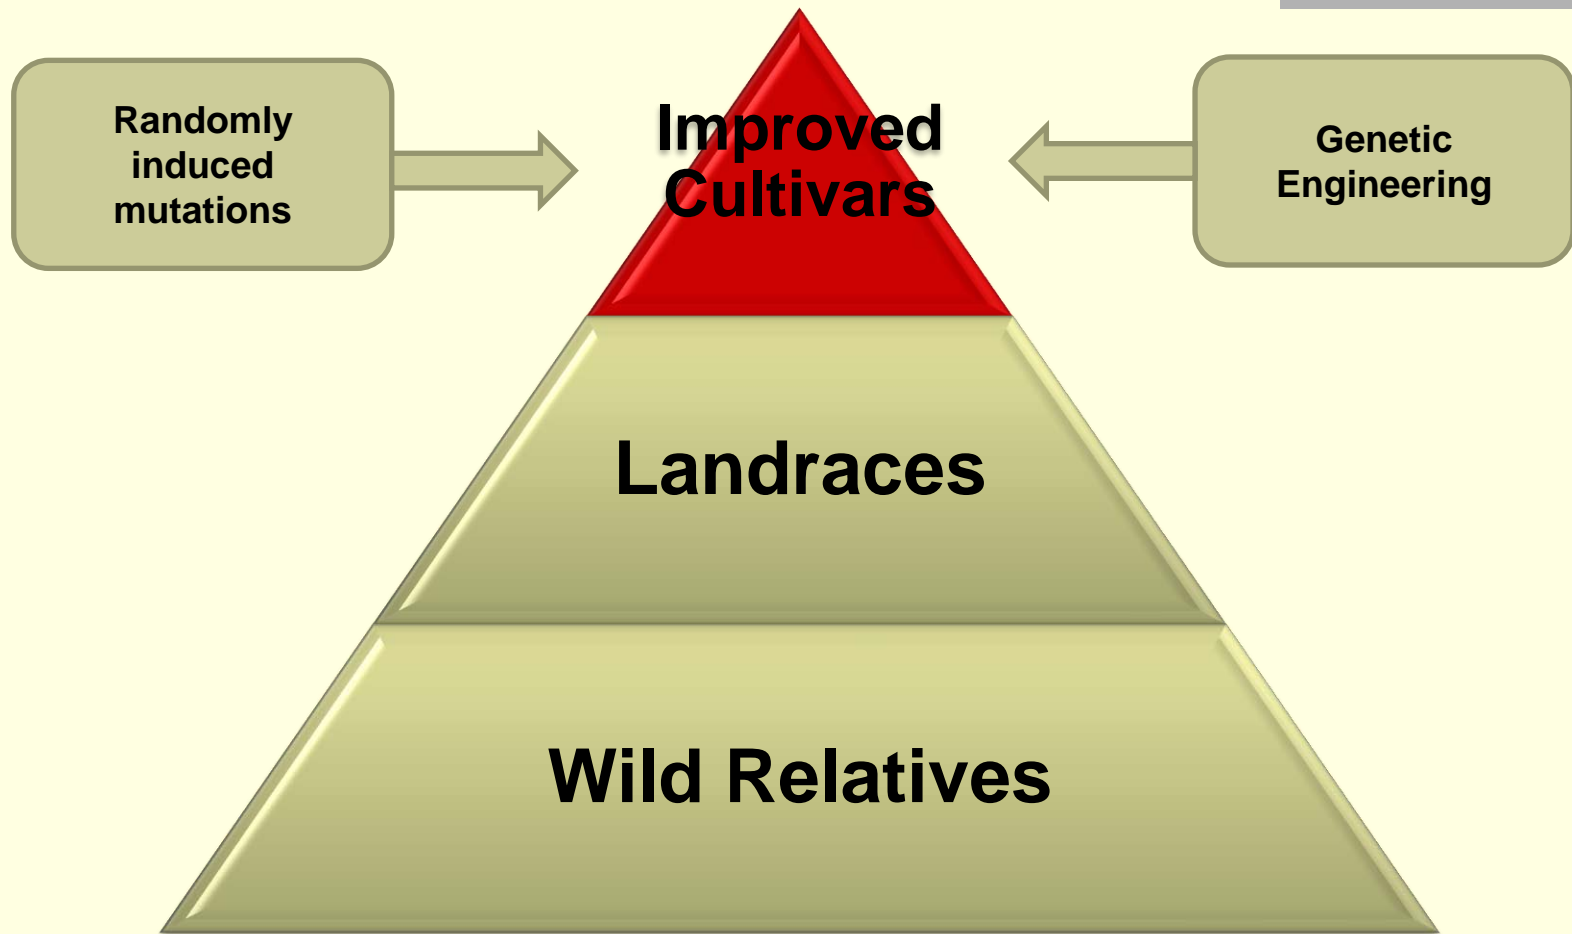 Randomly
induced
mutations
Improved
Cultivars
Genetic
Engineering
Landraces
Wild Relatives